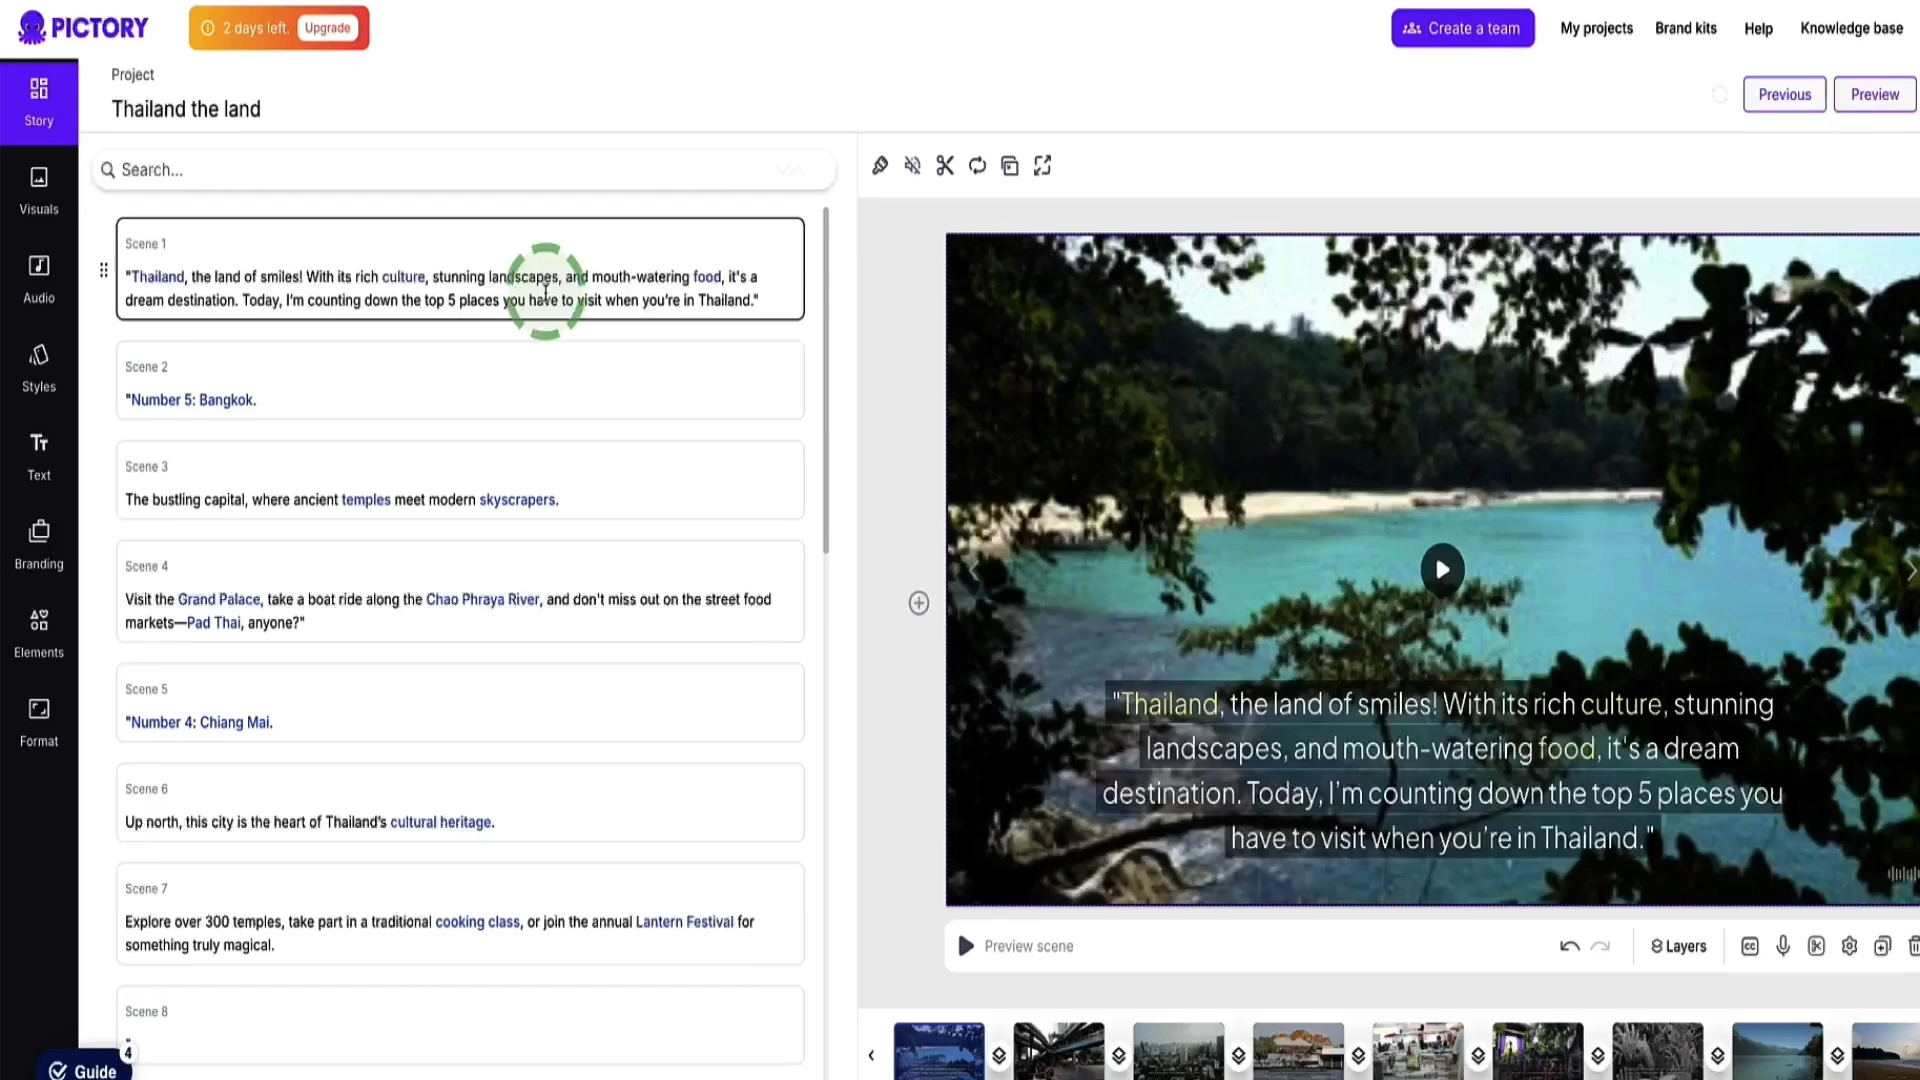 PICTORY
2 days left.
Upgrade
Create a team
My projects
Brand kits
Help
Knowledge base
Project
Thailand the land
Previous
Preview
Story
Visuals
Audio
Styles
Text
Branding
Elements
Format
Search...
Scene 1
"Thailand, the land of smiles! With its rich culture, stunning landscapes, and mouth-watering food, it's a
dream destination. Today, I'm counting down the top 5 places you have to visit when you're in Thailand."
Scene 2
"Number 5: Bangkok.
Scene 3
The bustling capital, where ancient temples meet modern skyscrapers.
Scene 4
Visit the Grand Palace, take a boat ride along the Chao Phraya River, and don't miss out on the street food
markets—Pad Thai, anyone?"
Scene 5
"Number 4: Chiang Mai.
Scene 6
Up north, this city is the heart of Thailand's cultural heritage.
Scene 7
Explore over 300 temples, take part in a traditional cooking class, or join the annual Lantern Festival for
something truly magical.
Scene 8
"
4
Guide
"Thailand, the land of smiles! With its rich culture, stunning
landscapes, and mouth-watering food, it's a dream
destination. Today, I'm counting down the top 5 places you
have to visit when you're in Thailand."
Preview scene
Layers
CC